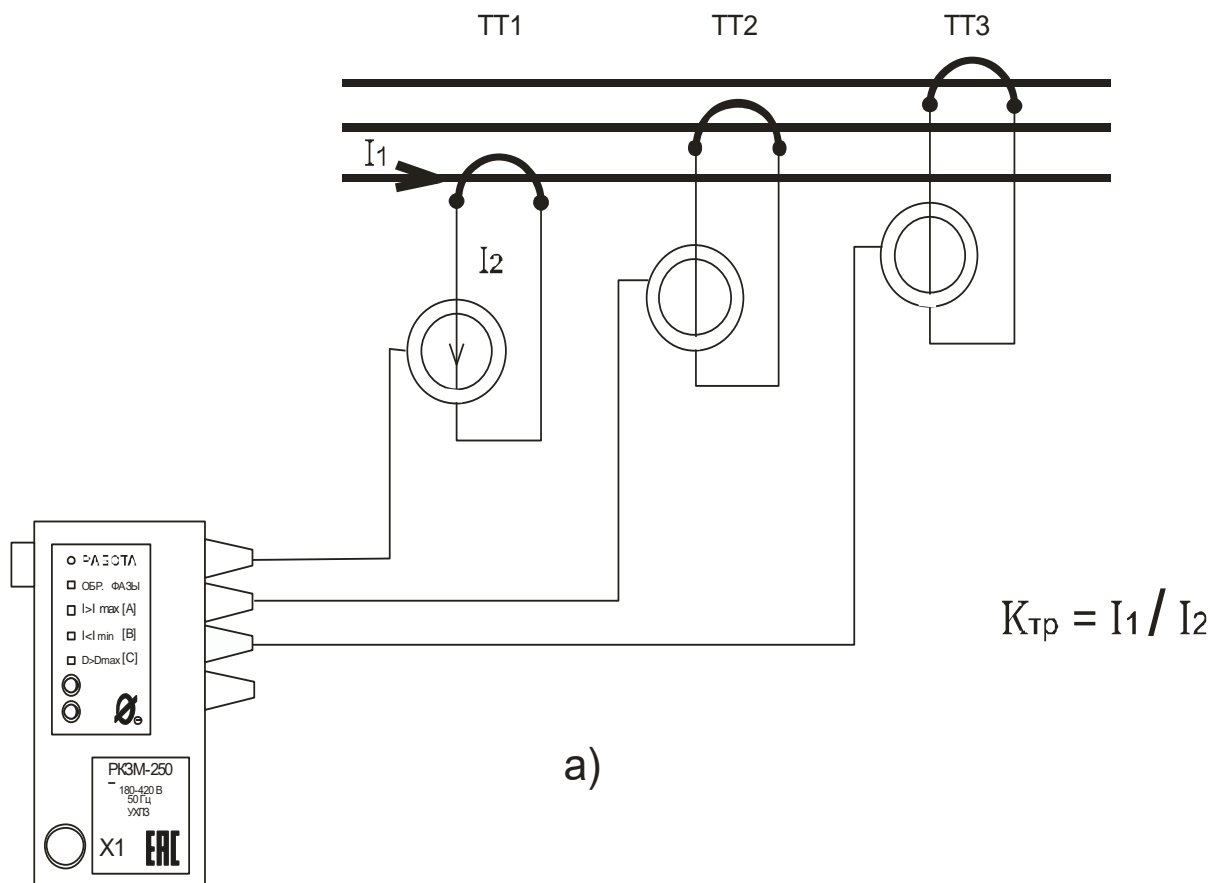 ТТ1 ТТ2 ТТ3
I1
I2
РАБОТА
ОБР. ФАЗЫ
I>I max [A]
I<I min [B]
D>Dmax [C]
Kтр = I1 / I2
РКЗМ-250
180-420 В
50 Гц
УХЛ3
X1 EAC
а)